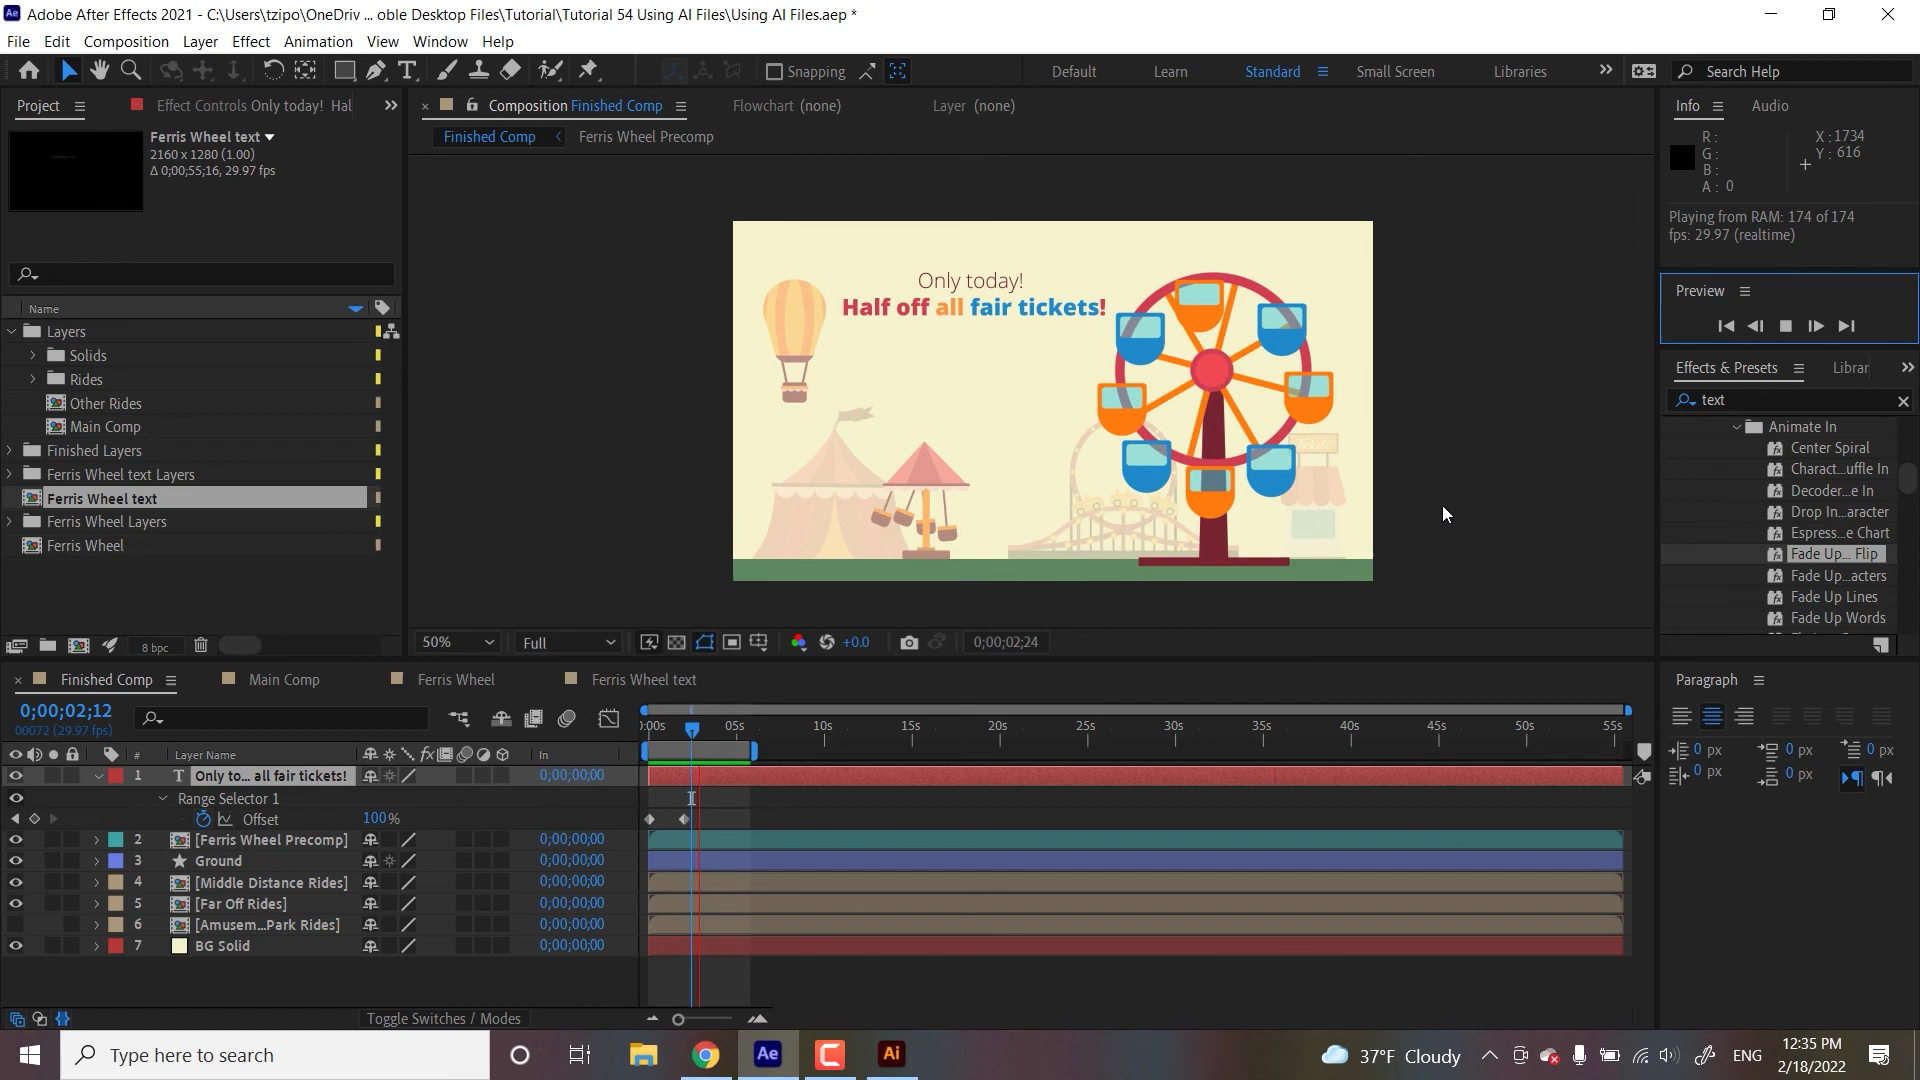 Adobe After Effects 2021 - C:\Users\tzipo\OneDriv ... oble Desktop Files\Tutorial\Tutorial 54 Using AI Files\Using AI Files.aep *
File Edit Composition Layer Effect Animation View Window Help
Snapping Default Learn Standard Small Screen Libraries Search Help
Project Effect Controls Only today! Hal Composition Finished Comp Flowchart (none) Layer (none) Info Audio
Finished Comp Ferris Wheel Precomp
Ferris Wheel text
2160 x 1280 (1.00)
Δ 0;00;55;16, 29.97 fps
R :
G :
B :
A : 0
X : 1734
Y : 616
Playing from RAM: 174 of 174
fps: 29.97 (realtime)
Preview
Name
Layers
Solids
Rides
Other Rides
Main Comp
Finished Layers
Ferris Wheel text Layers
Ferris Wheel text
Ferris Wheel Layers
Ferris Wheel
8 bpc
Only today!
Half off all fair tickets!
Tickets
50% Full +0.0 0;00;02;24
Effects & Presets Librar
text
Animate In
Center Spiral
Charact...uffle In
Decoder...e In
Drop In...aracter
Espress...e Chart
Fade Up... Flip
Fade Up...acters
Fade Up Lines
Fade Up Words
Finished Comp Main Comp Ferris Wheel Ferris Wheel text
0;00;02;12
00072 (29.97 fps)
):00s 05s 10s 15s 20s 25s 30s 35s 40s 45s 50s 55s
# Layer Name fx In
1 T Only to... all fair tickets! 0;00;00;00
Range Selector 1
Offset 100%
2 [Ferris Wheel Precomp] 0;00;00;00
3 Ground 0;00;00;00
4 [Middle Distance Rides] 0;00;00;00
5 [Far Off Rides] 0;00;00;00
6 [Amusem...Park Rides] 0;00;00;00
7 BG Solid 0;00;00;00
Toggle Switches / Modes
Paragraph
0 px 0 px 0 px
0 px 0 px
Type here to search
Ae
Ai
37°F Cloudy
ENG
12:35 PM
2/18/2022